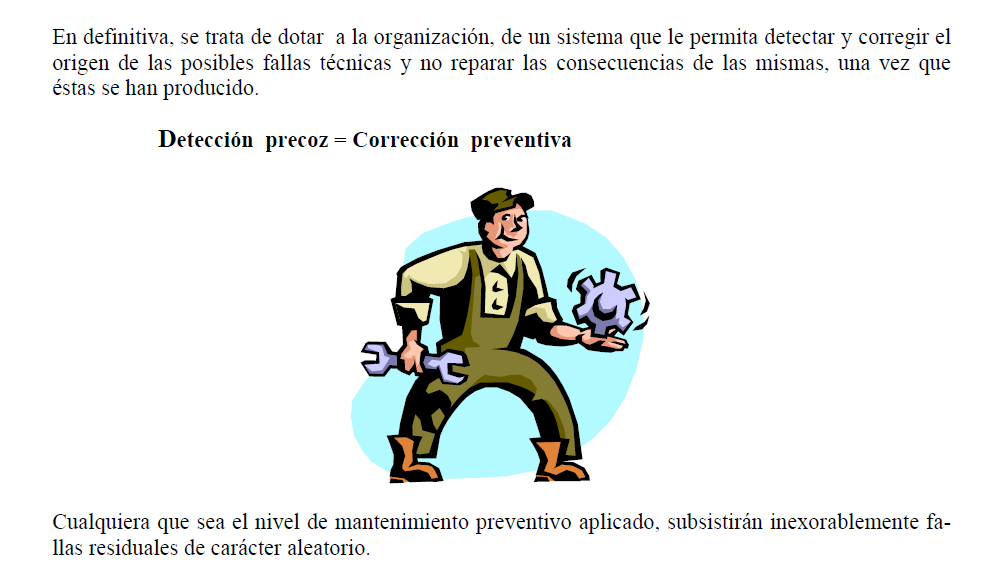 En definitiva, se trata de dotar a la organización, de un sistema que le permita detectar y corregir el
origen de las posibles fallas técnicas y no reparar las consecuencias de las mismas, una vez que
éstas se han producido.
Detección precoz = Corrección preventiva
Cualquiera que sea el nivel de mantenimiento preventivo aplicado, subsistirán inexorablemente fa-
llas residuales de carácter aleatorio.